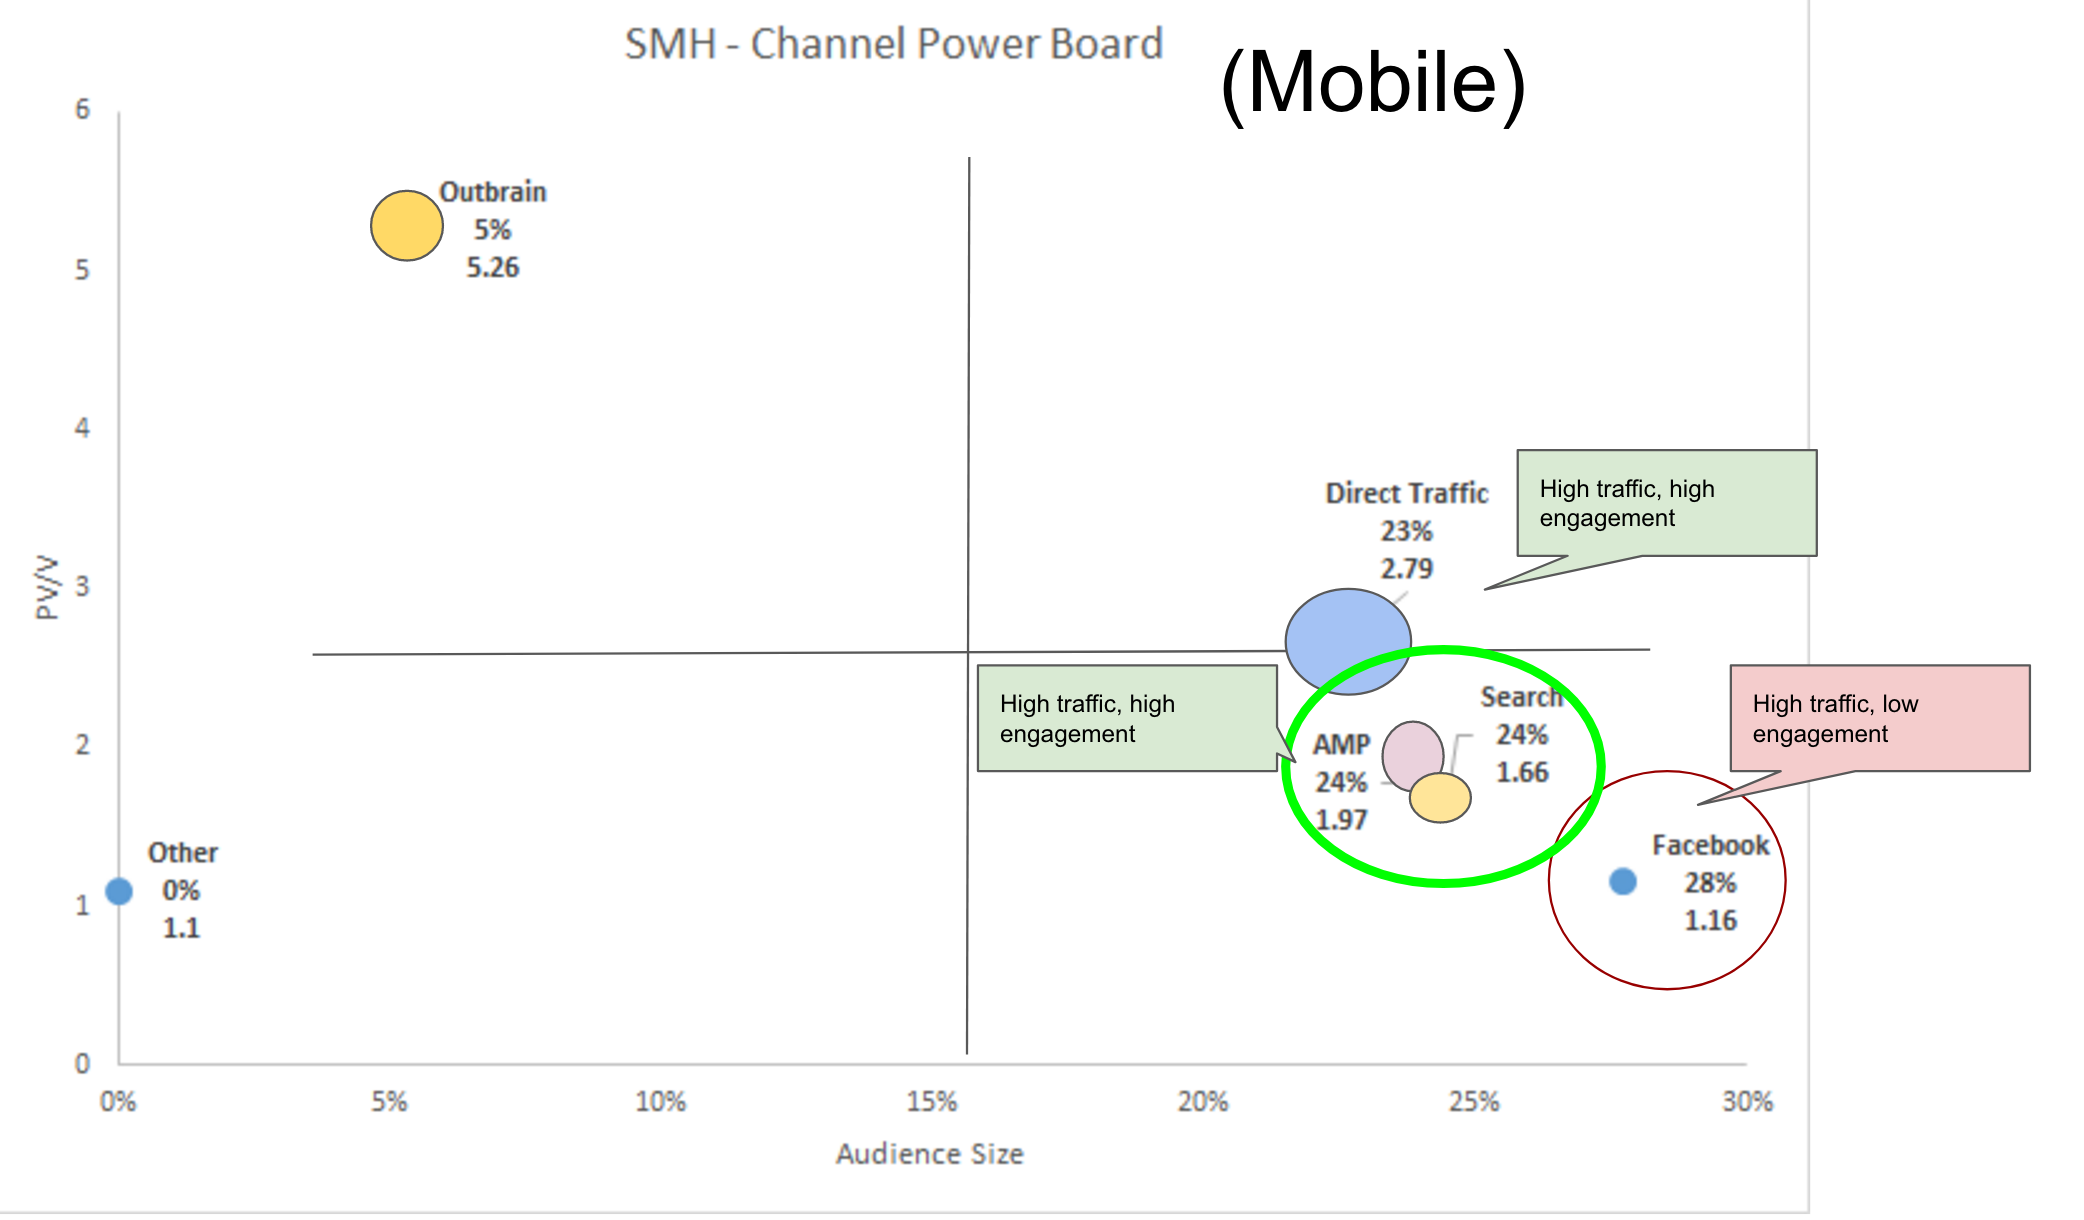 SMH - Channel Power Board
(Mobile)
6
5
4
3
2
1
0
PV/V
Outbrain
5%
5.26
Direct Traffic
23%
2.79
High traffic, high
engagement
High traffic, high
engagement
AMP
24%
1.97
Search
24%
1.66
High traffic, low
engagement
Facebook
28%
1.16
Other
0%
1.1
0%
5%
10%
15%
20%
25%
30%
Audience Size